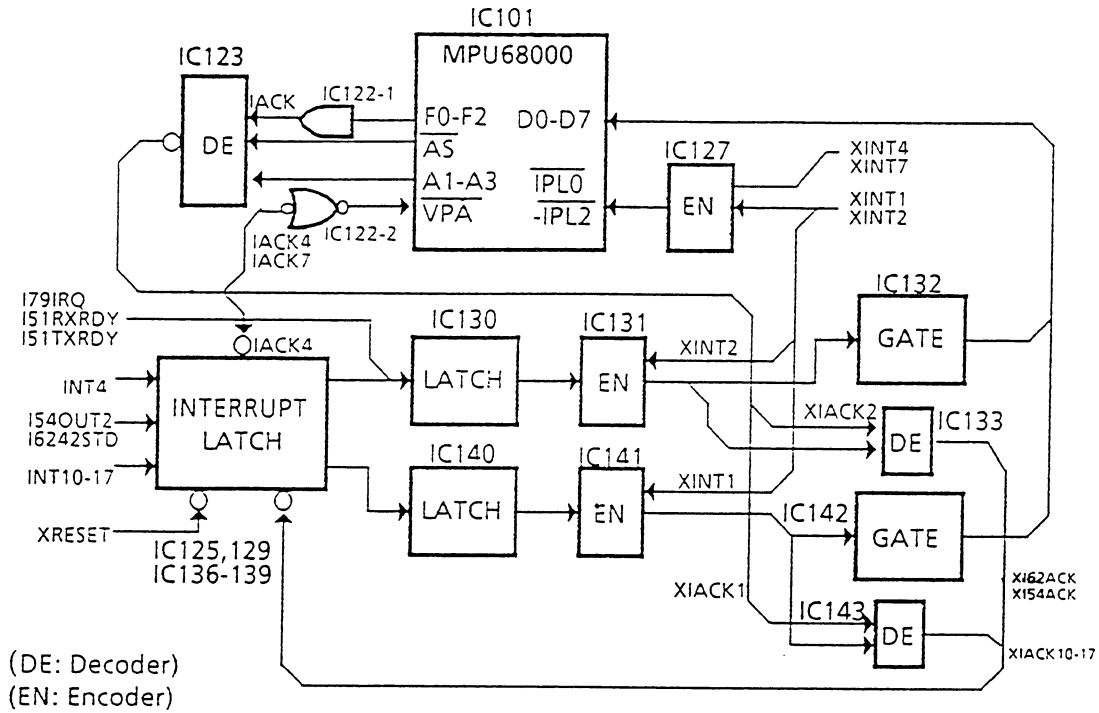 IC101
MPU68000
IC123
DE
IACK
IC122-1
F0-F2
D0-D7
AS
A1-A3
VPA
IPL0
-IPL2
IC122-2
IACK4
IACK7
IC127
EN
XINT4
XINT7
XINT1
XINT2
I79IRQ
I51RXRDY
I51TXRDY
IACK4
INT4
I54OUT2
I6242STD
INT10-17
INTERRUPT
LATCH
XRESET
IC125,129
IC136-139
IC130
LATCH
IC131
EN
XINT2
IC132
GATE
XIACK2
IC133
DE
IC140
LATCH
IC141
EN
XINT1
IC142
GATE
XIACK1
IC143
DE
XI62ACK
XI54ACK
XIACK10-17
(DE: Decoder)
(EN: Encoder)